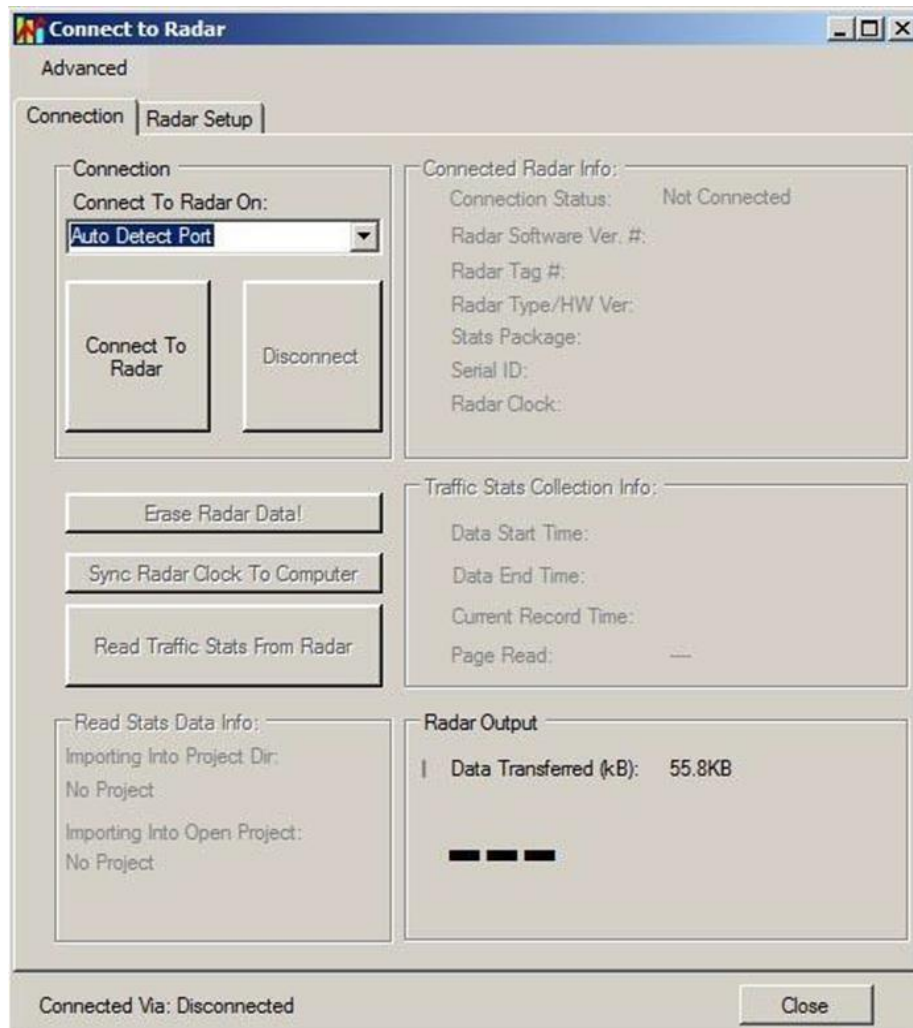 Connect to Radar
Advanced
Connection
Radar Setup
Connection
Connect To Radar On:
Auto Detect Port
Connect To
Radar
Disconnect
Erase Radar Data!
Sync Radar Clock To Computer
Read Traffic Stats From Radar
Connected Radar Info:
Connection Status: Not Connected
Radar Software Ver. #:
Radar Tag #:
Radar Type/HW Ver:
Stats Package:
Serial ID:
Radar Clock:
Traffic Stats Collection Info:
Data Start Time:
Data End Time:
Current Record Time:
Page Read: ---
Read Stats Data Info:
Importing Into Project Dir:
No Project
Importing Into Open Project:
No Project
Radar Output
| Data Transferred (kB): 55.8KB
---
Connected Via: Disconnected
Close